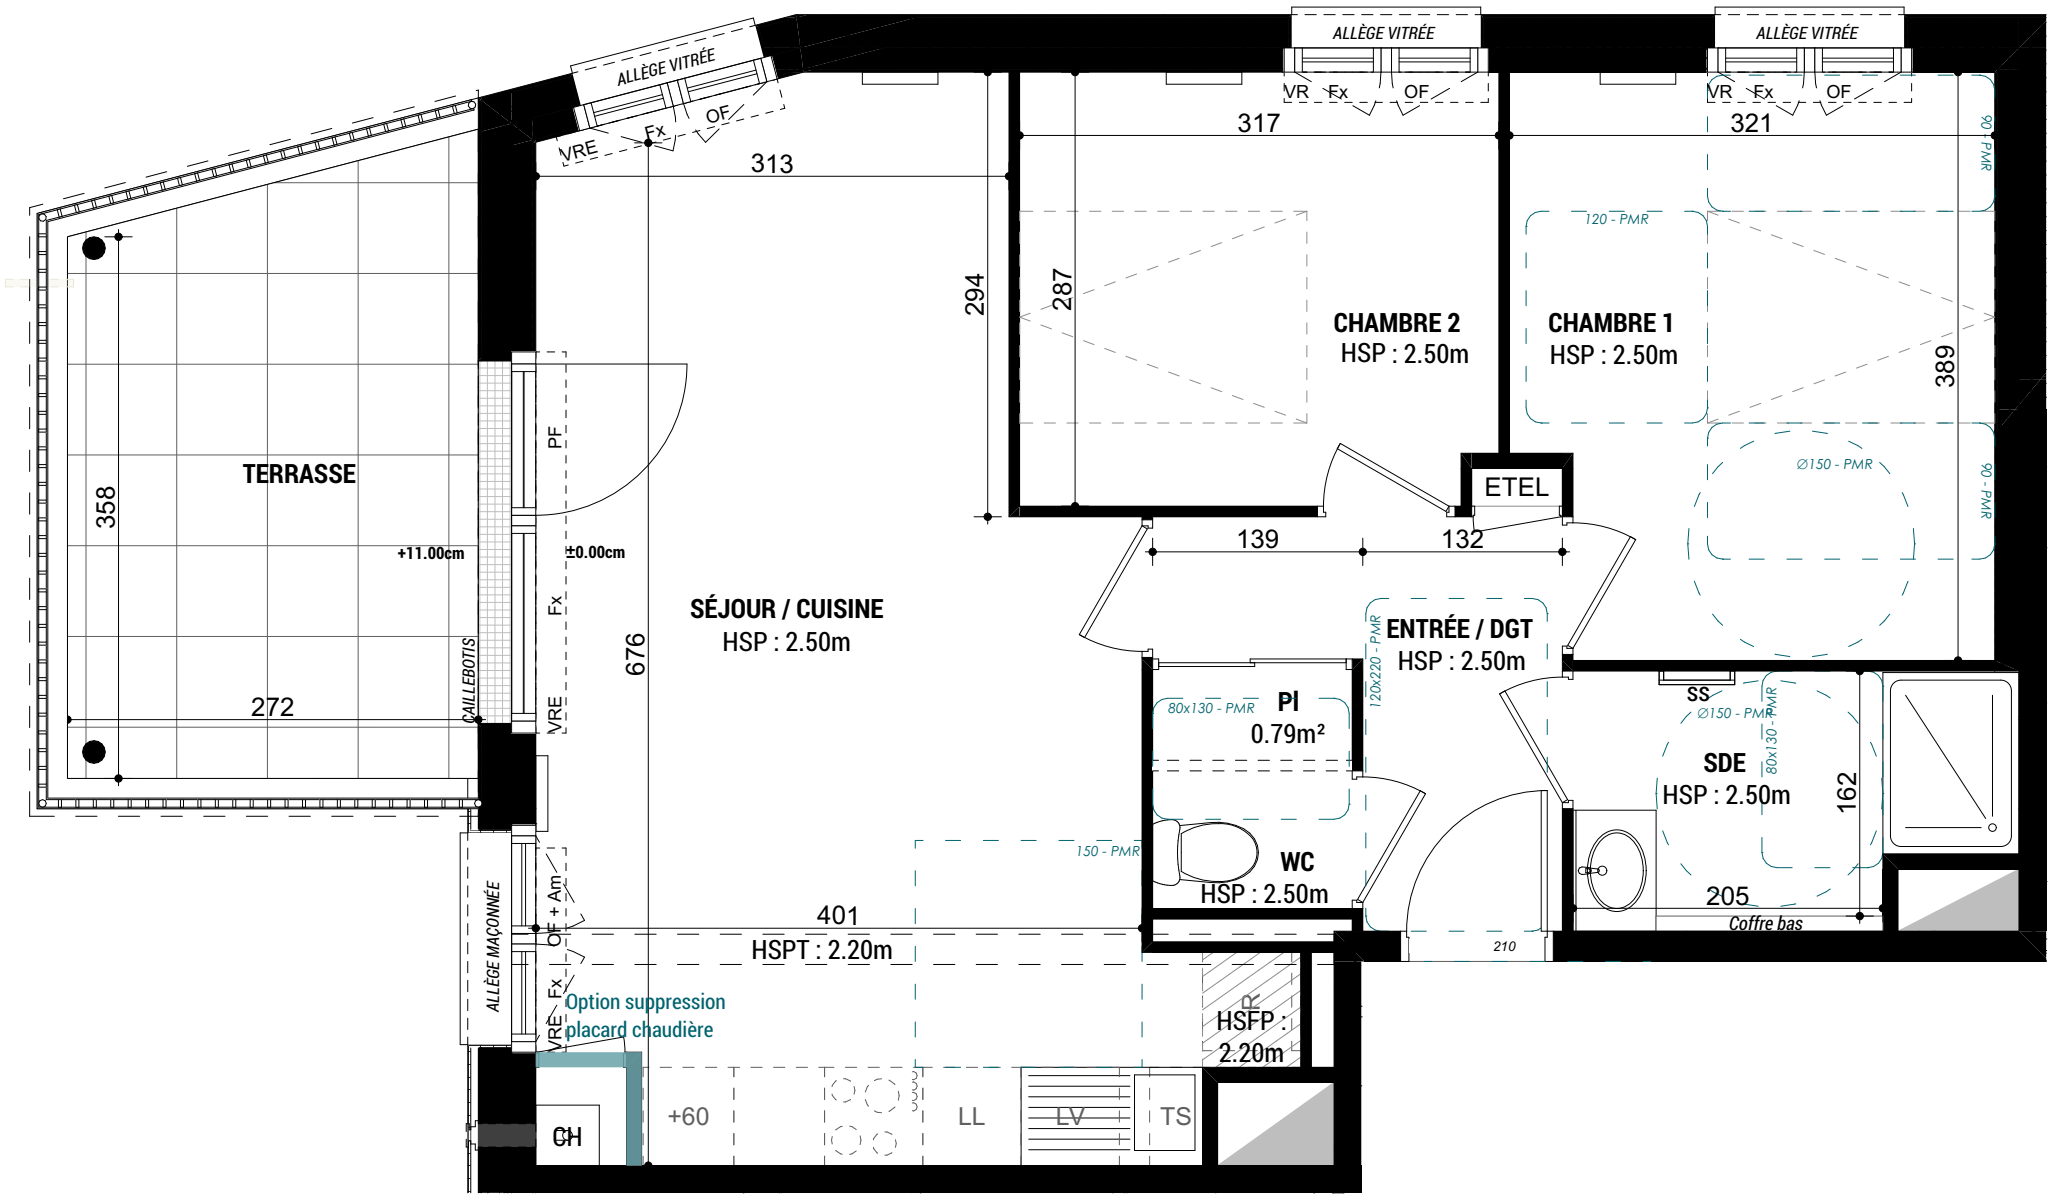 ALLÈGE VITRÉE
ALLÈGE VITRÉE
ALLÈGE VITRÉE
VRE
Fx
OF
VR
Fx
OF
VR
Fx
OF
313
317
321
90 - PMR
120 - PMR
294
287
389
CHAMBRE 2
HSP : 2.50m
CHAMBRE 1
HSP : 2.50m
PF
TERRASSE
358
Ø150 - PMR
90 - PMR
ETEL
+11.00cm
±0.00cm
139
132
Fx
SÉJOUR / CUISINE
HSP : 2.50m
676
ENTRÉE / DGT
HSP : 2.50m
120x220 - PMR
CAILLEBOTIS
272
VRE
80x130 - PMR
Pl
0.79m²
SS
Ø150 - PMR
80x130 - PMR
SDE
HSP : 2.50m
162
150 - PMR
WC
HSP : 2.50m
ALLÈGE MAÇONNÉE
OF + Am
Fx
VRE
401
HSPT : 2.20m
205
Coffre bas
210
Option suppression
placard chaudière
R
HSFP :
2.20m
CH
+60
LL
LV
TS